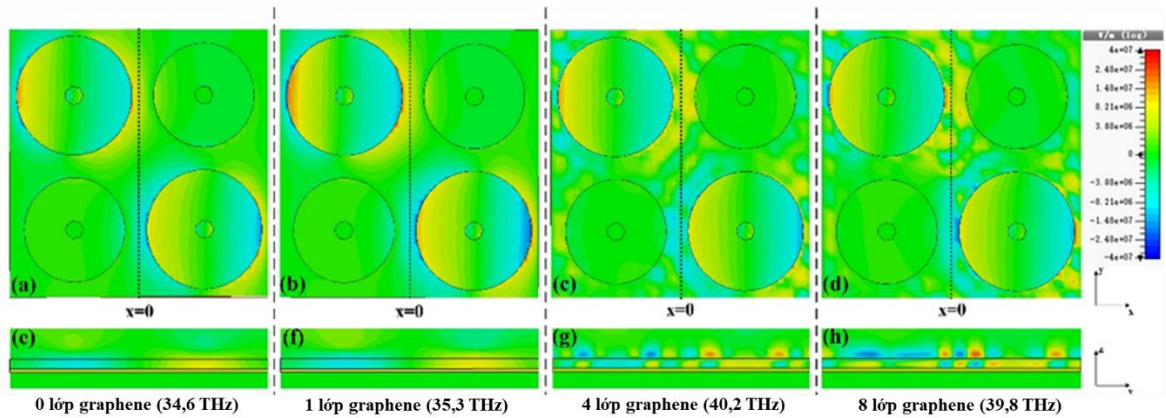 V/m (log)
4e+07
2.48e+07
1.48e+07
8.21e+06
3.88e+06
0
-3.88e+06
-8.21e+06
-1.48e+07
-2.48e+07
-4e+07
(a)
(b)
(c)
(d)
y
x
x=0
x=0
x=0
x=0
(e)
(f)
(g)
(h)
z
0 lớp graphene (34,6 THz)
1 lớp graphene (35,3 THz)
4 lớp graphene (40,2 THz)
8 lớp graphene (39,8 THz)